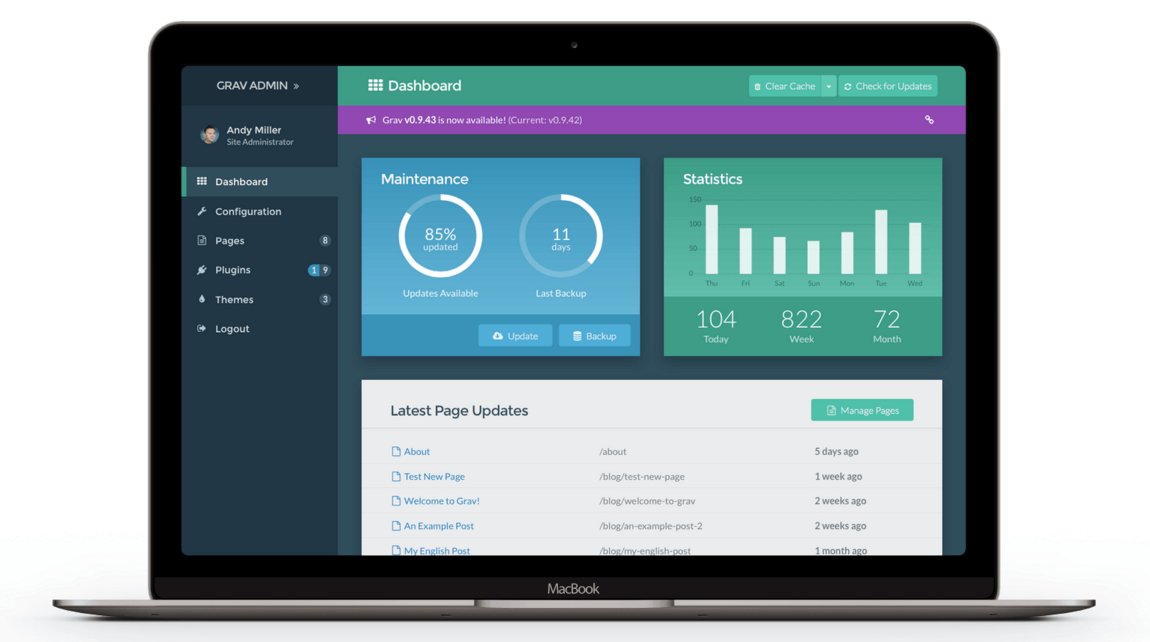 GRAV ADMIN »
Dashboard
Clear Cache
Check for Updates
Andy Miller
Site Administrator
Grav v0.9.43 is now available! (Current: v0.9.42)
Dashboard
Configuration
Pages 8
Plugins 1 9
Themes 3
Logout
Maintenance
85%
updated
Updates Available
11
days
Last Backup
Update
Backup
Statistics
150
100
50
0
Thu Fri Sat Sun Mon Tue Wed
104
Today
822
Week
72
Month
Latest Page Updates
Manage Pages
About /about 5 days ago
Test New Page /blog/test-new-page 1 week ago
Welcome to Grav! /blog/welcome-to-grav 2 weeks ago
An Example Post /blog/an-example-post-2 2 weeks ago
My English Post /blog/my-english-post 1 month ago
MacBook